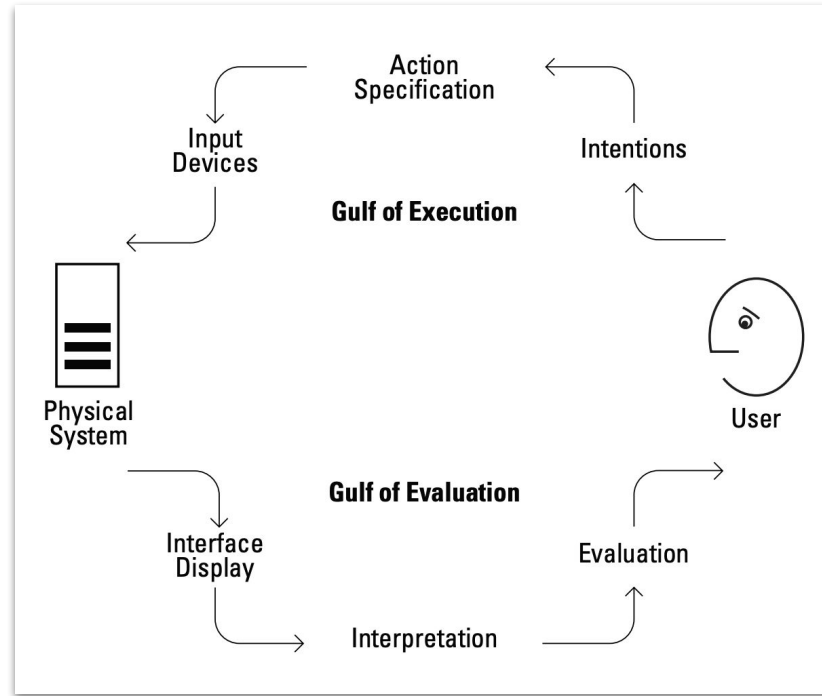 Action
Specification
Input
Devices
Intentions
Gulf of Execution
Physical
System
User
Gulf of Evaluation
Interface
Display
Evaluation
Interpretation